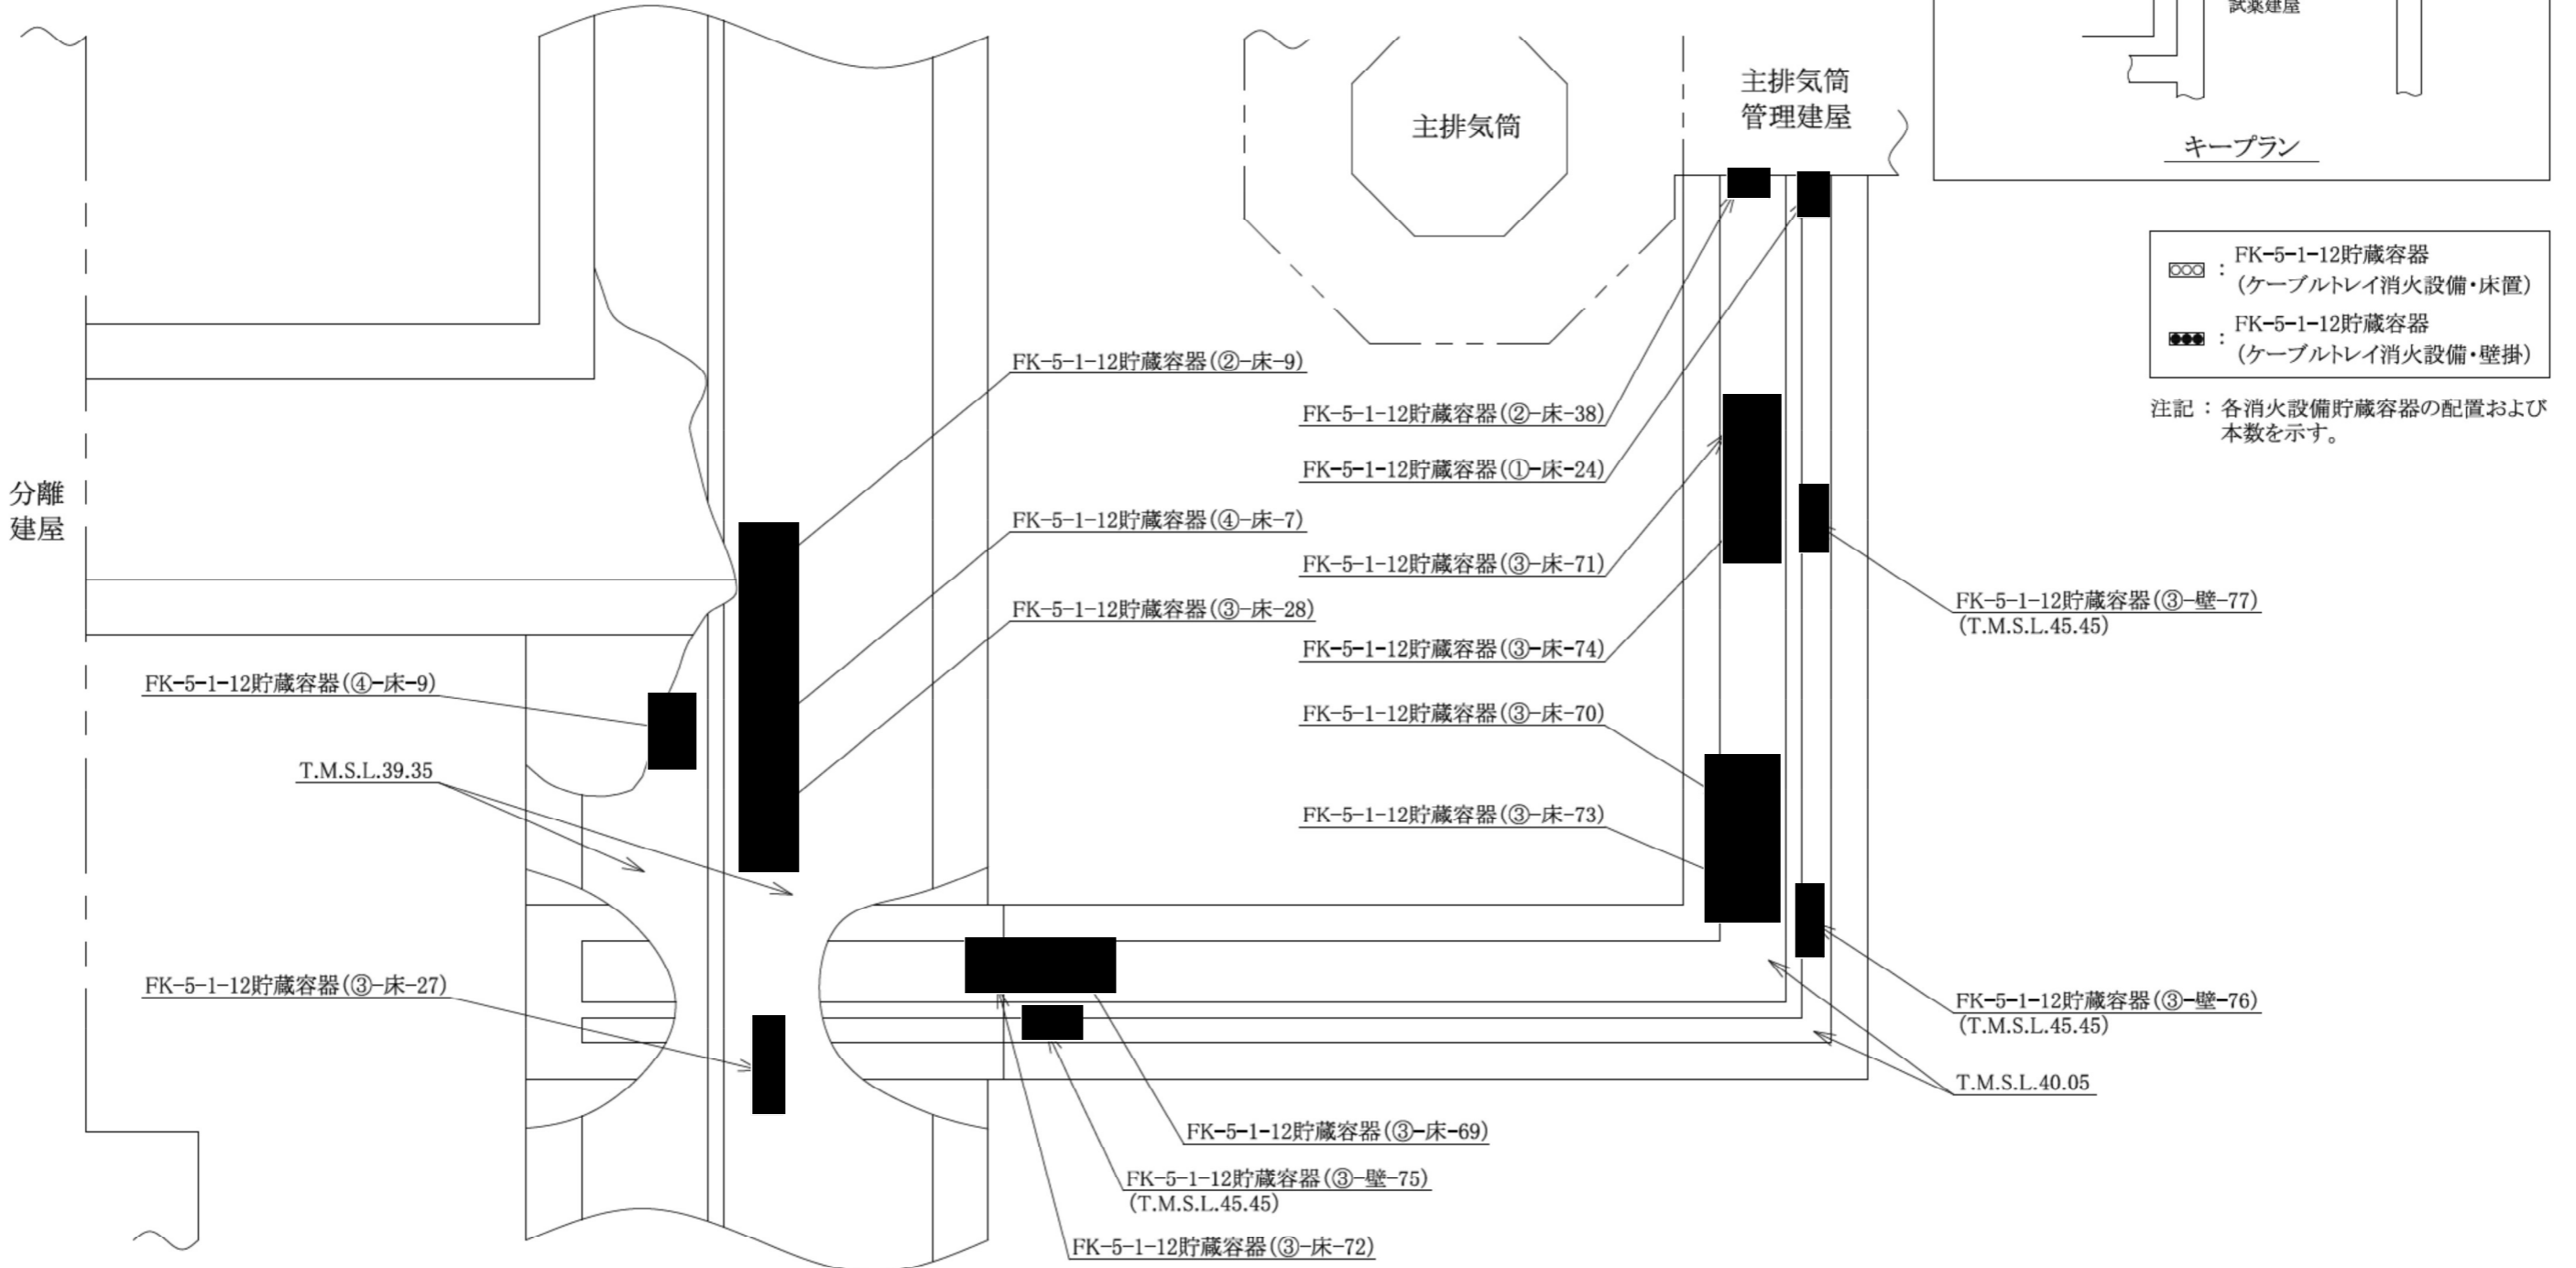 試薬建屋
キープラン
主排気筒
主排気筒
管理建屋
分離
建屋
：FK-5-1-12貯蔵容器
（ケーブルトレイ消火設備・床置）
：FK-5-1-12貯蔵容器
（ケーブルトレイ消火設備・壁掛）
注記：各消火設備貯蔵容器の配置および
本数を示す。
FK-5-1-12貯蔵容器（②-床-9）
FK-5-1-12貯蔵容器（④-床-7）
FK-5-1-12貯蔵容器（③-床-28）
FK-5-1-12貯蔵容器（④-床-9）
T.M.S.L.39.35
FK-5-1-12貯蔵容器（③-床-27）
FK-5-1-12貯蔵容器（②-床-38）
FK-5-1-12貯蔵容器（①-床-24）
FK-5-1-12貯蔵容器（③-床-71）
FK-5-1-12貯蔵容器（③-床-74）
FK-5-1-12貯蔵容器（③-床-70）
FK-5-1-12貯蔵容器（③-床-73）
FK-5-1-12貯蔵容器（③-壁-77）
（T.M.S.L.45.45）
FK-5-1-12貯蔵容器（③-壁-76）
（T.M.S.L.45.45）
T.M.S.L.40.05
FK-5-1-12貯蔵容器（③-床-69）
FK-5-1-12貯蔵容器（③-壁-75）
（T.M.S.L.45.45）
FK-5-1-12貯蔵容器（③-床-72）